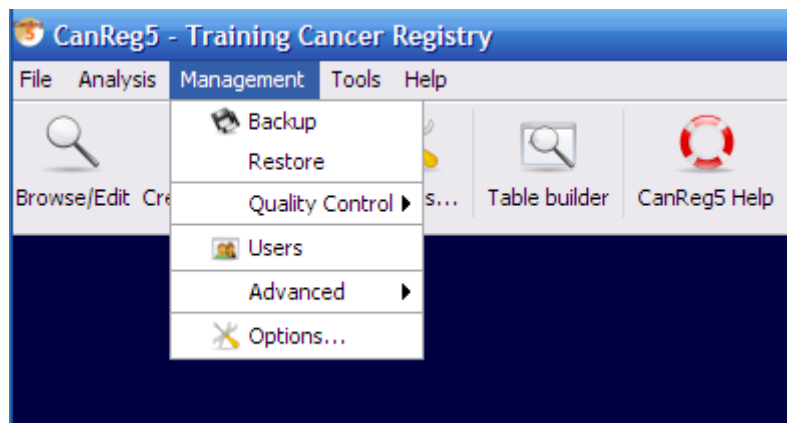 CanReg5 - Training Cancer Registry
File Analysis Management Tools Help
Backup
Restore
Browse/Edit
Quality Control
Table builder
CanReg5 Help
Users
Advanced
Options...